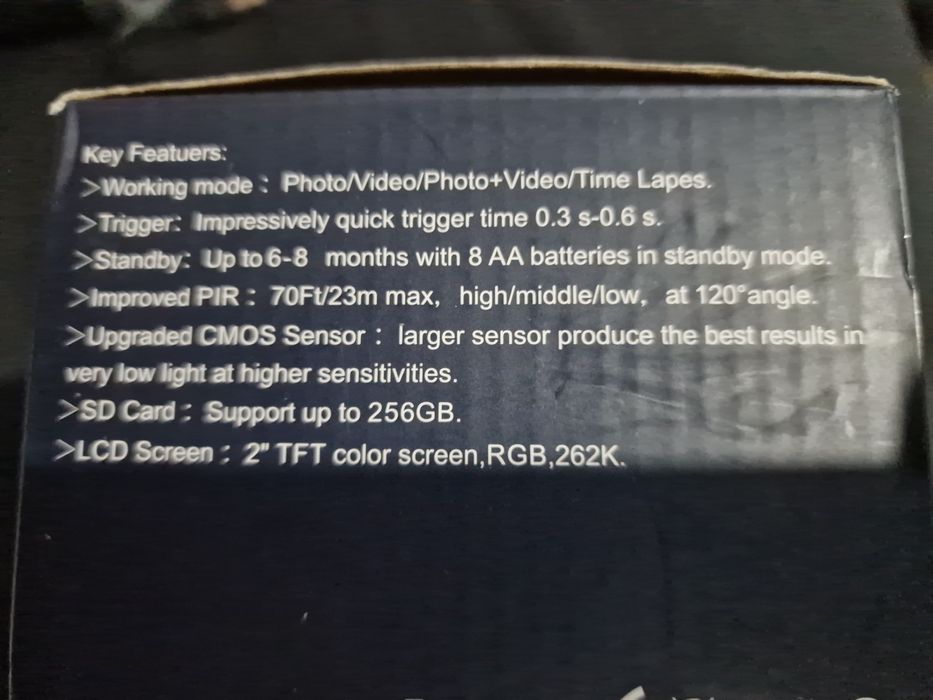 Key Featuers:
>Working mode： Photo/Video/Photo+Video/Time Lapes.
>Trigger: Impressively quick trigger time 0.3 s-0.6 s.
>Standby: Up to 6-8 months with 8 AA batteries in standby mode.
>Improved PIR： 70Ft/23m max, high/middle/low, at 120°angle.
>Upgraded CMOS Sensor： larger sensor produce the best results in
very low light at higher sensitivities.
>SD Card： Support up to 256GB.
>LCD Screen： 2" TFT color screen,RGB,262K.